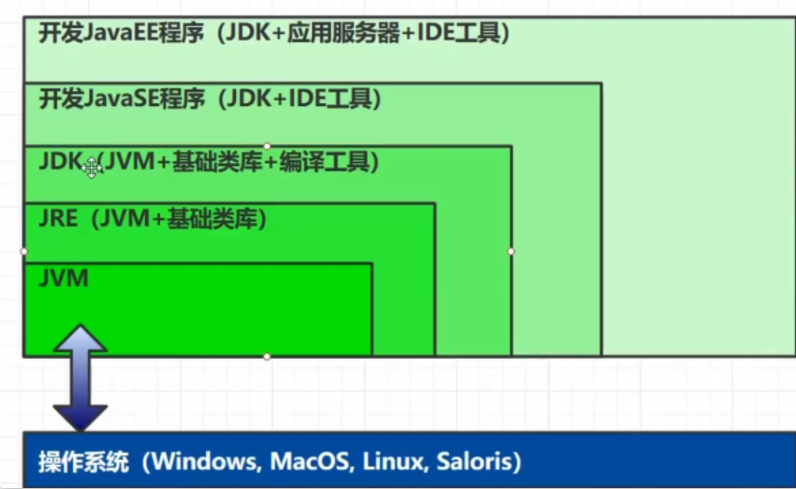 开发JavaEE程序（JDK+应用服务器+IDE工具）
开发JavaSE程序（JDK+IDE工具）
JDK（JVM+基础类库+编译工具）
JRE（JVM+基础类库）
JVM
操作系统（Windows, MacOS, Linux, Saloris）